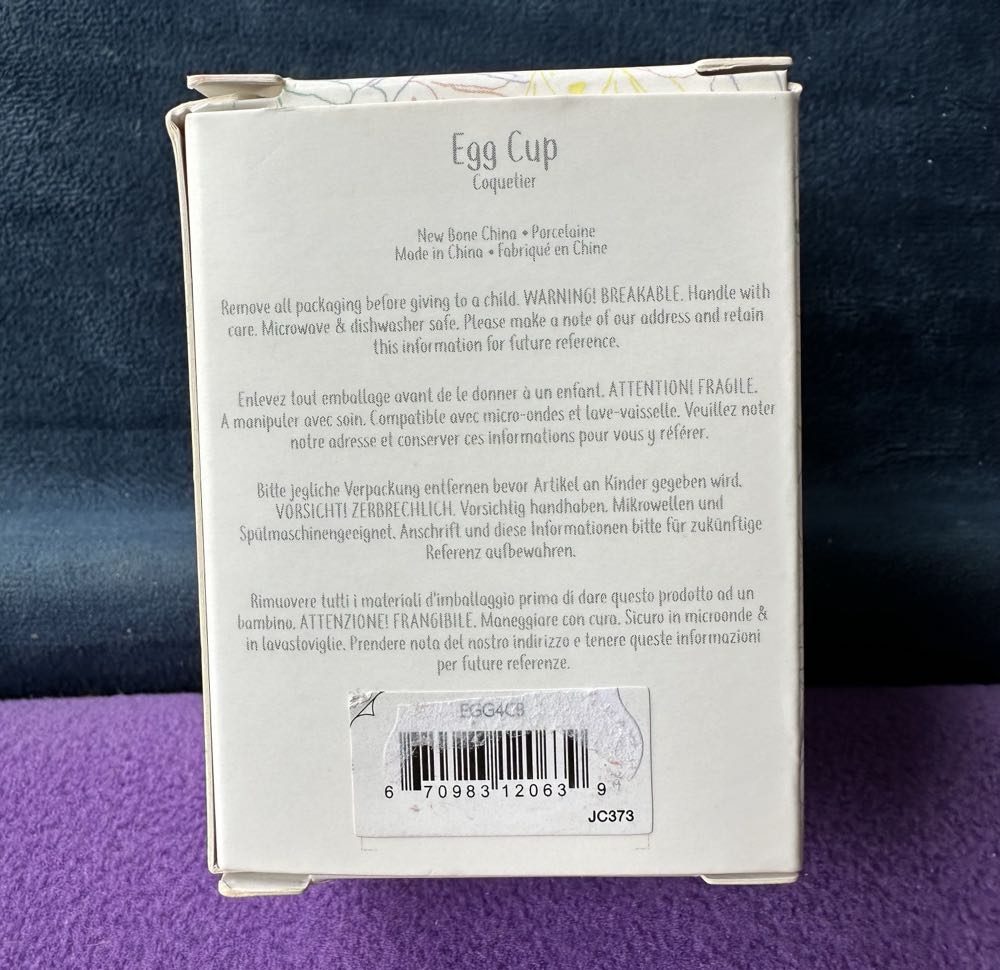 Egg Cup
Coquetier
New Bone China • Porcelaine
Made in China • Fabriqué en Chine
Remove all packaging before giving to a child. WARNING! BREAKABLE. Handle with
care. Microwave & dishwasher safe. Please make a note of our address and retain
this information for future reference.
Enlevez tout emballage avant de le donner à un enfant. ATTENTION! FRAGILE.
A manipuler avec soin. Compatible avec micro-ondes et lave-vaisselle. Veuillez noter
notre adresse et conserver ces informations pour vous y référer.
Bitte jegliche Verpackung entfernen bevor Artikel an Kinder gegeben wird.
VORSICHT! ZERBRECHLICH. Vorsichtig handhaben. Mikrowellen und
Spülmaschinengeeignet. Anschrift und diese Informationen bitte für zukünftige
Referenz aufbewahren.
Rimuovere tutti i materiali d'imballaggio prima di dare questo prodotto ad un
bambino. ATTENZIONE! FRANGIBILE. Maneggiare con cura. Sicuro in microonde &
in lavastoviglie. Prendere nota del nostro indirizzo e tenere queste informazioni
per future referenze.
6 70983 12063 9
JC373